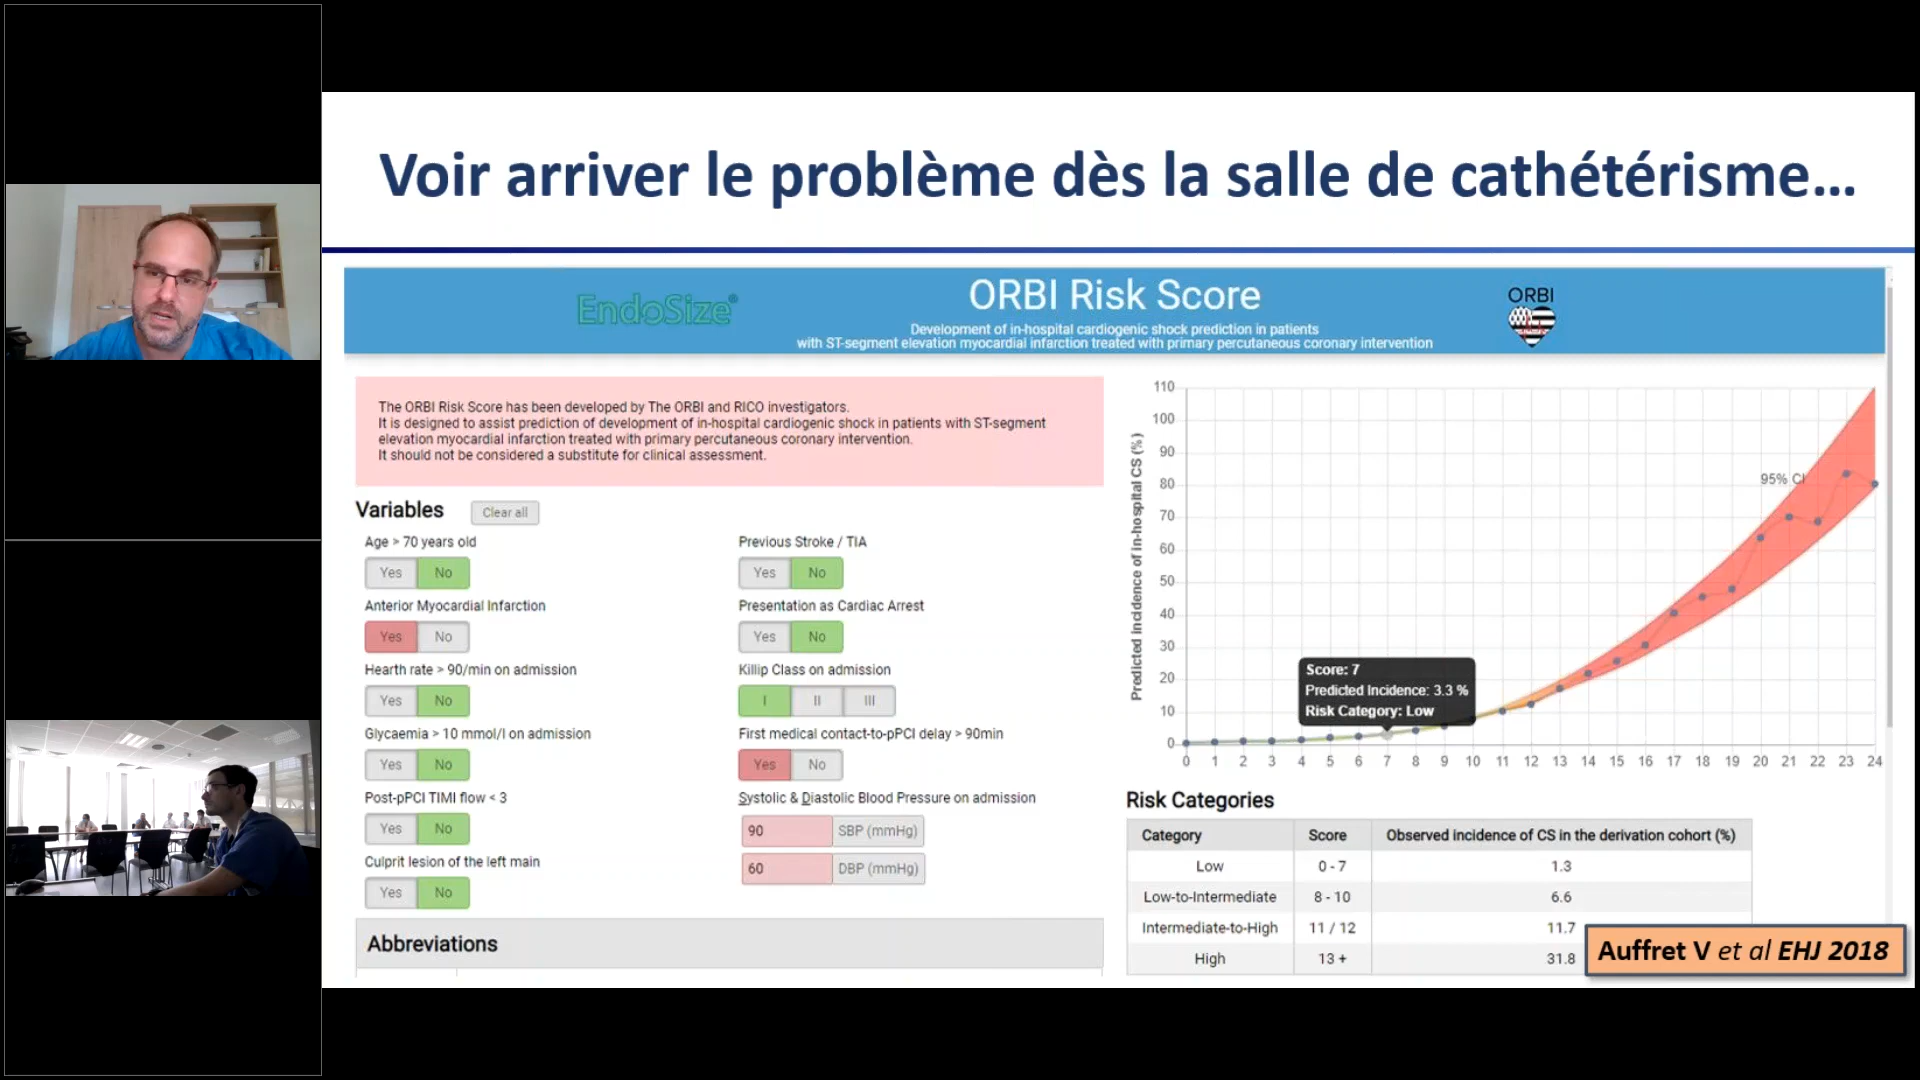 Voir arriver le problème dès la salle de cathétérisme...
EndoSize®
ORBI Risk Score
Development of in-hospital cardiogenic shock prediction in patients
with ST-segment elevation myocardial infarction treated with primary percutaneous coronary intervention
ORBI
The ORBI Risk Score has been developed by The ORBI and RICO investigators.
It is designed to assist prediction of development of in-hospital cardiogenic shock in patients with ST-segment
elevation myocardial infarction treated with primary percutaneous coronary intervention.
It should not be considered a substitute for clinical assessment.
Variables
Clear all
Age > 70 years old
Yes No
Anterior Myocardial Infarction
Yes No
Hearth rate > 90/min on admission
Yes No
Glycaemia > 10 mmol/l on admission
Yes No
Post-pPCI TIMI flow < 3
Yes No
Culprit lesion of the left main
Yes No
Previous Stroke / TIA
Yes No
Presentation as Cardiac Arrest
Yes No
Killip Class on admission
I II III
First medical contact-to-pPCI delay > 90min
Yes No
Systolic & Diastolic Blood Pressure on admission
90 SBP (mmHg)
60 DBP (mmHg)
Abbreviations
Predicted incidence of in-hospital CS (%)
110
100
90
80
70
60
50
40
30
20
10
0
95% CI
Score: 7
Predicted Incidence: 3.3 %
Risk Category: Low
0 1 2 3 4 5 6 7 8 9 10 11 12 13 14 15 16 17 18 19 20 21 22 23 24
Risk Categories
Category Score Observed incidence of CS in the derivation cohort (%)
Low 0 - 7 1.3
Low-to-Intermediate 8 - 10 6.6
Intermediate-to-High 11 / 12 11.7
High 13 + 31.8
Auffret V et al EHJ 2018